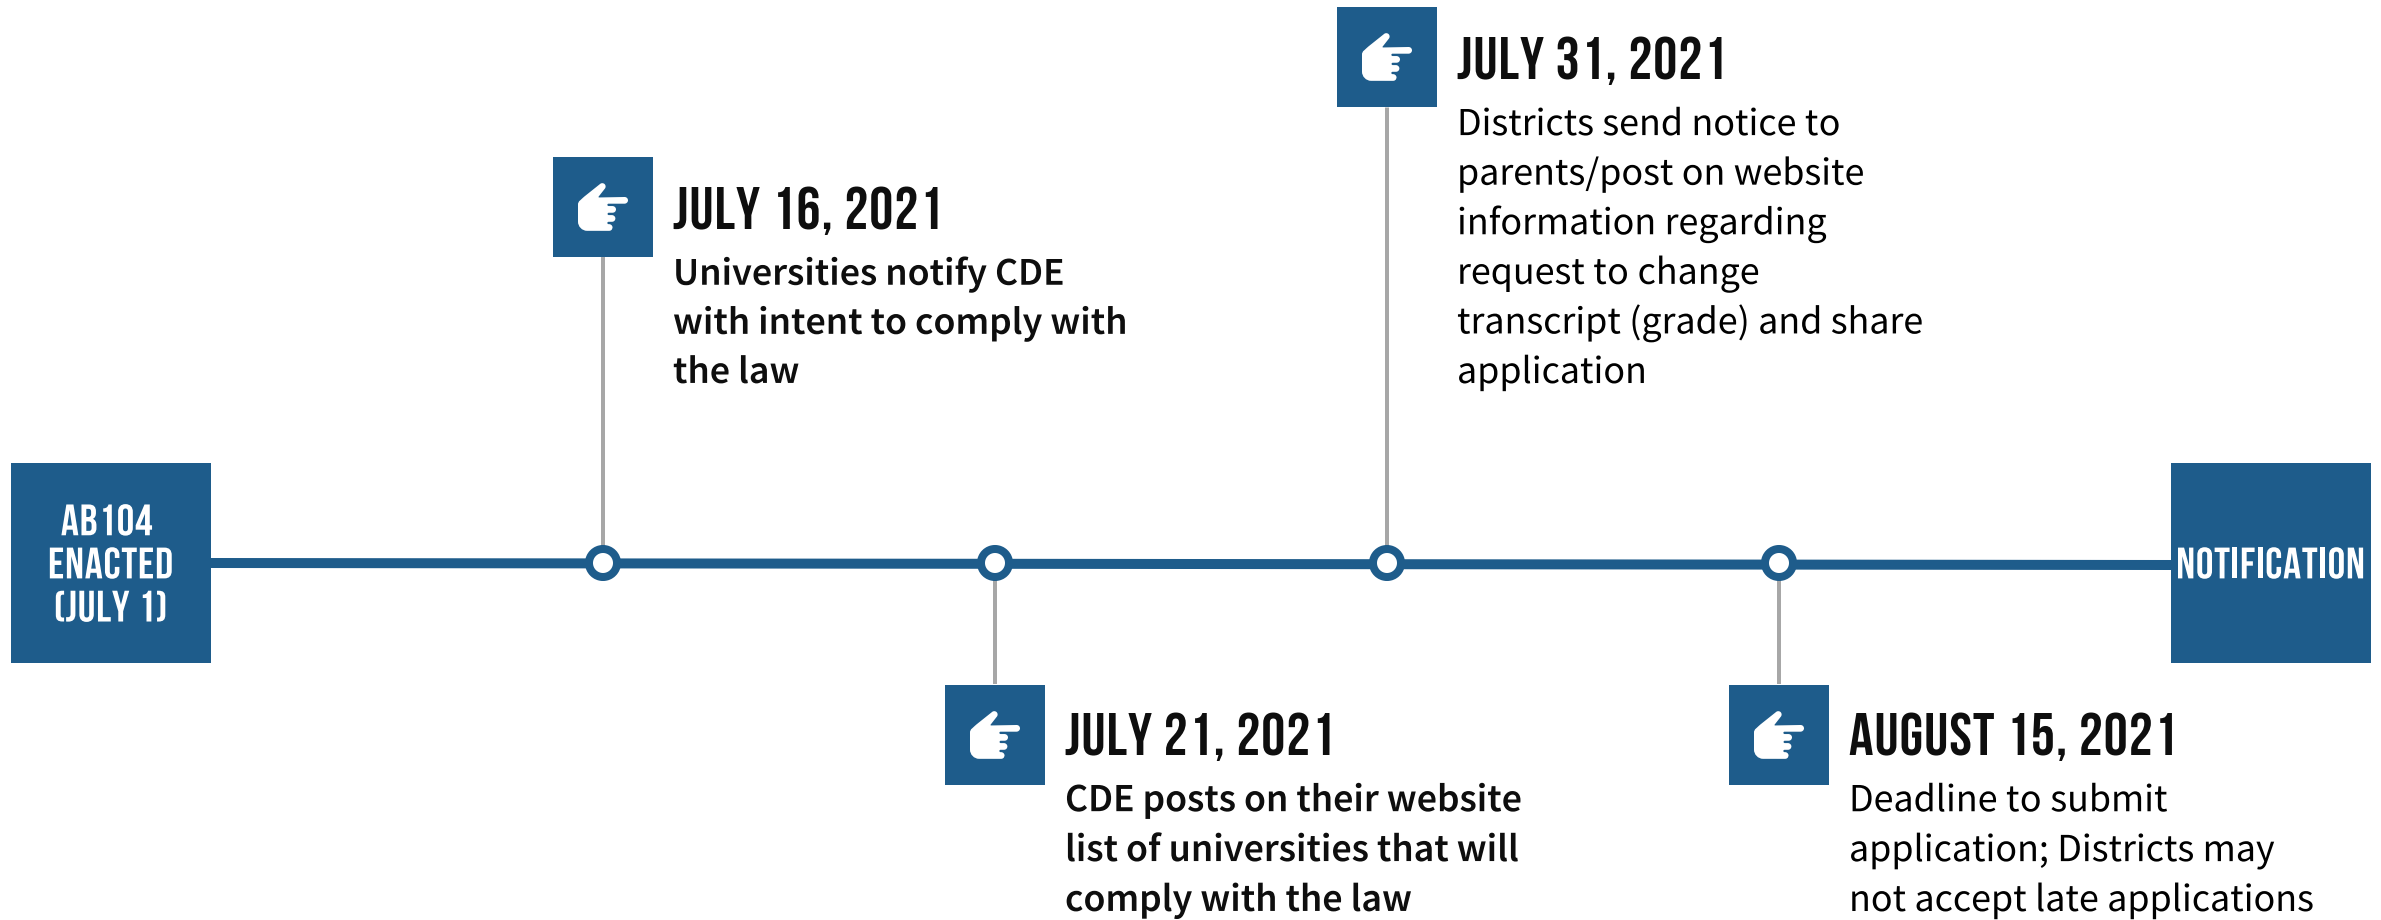 AB104
ENACTED
(JULY 1)
JULY 16, 2021
Universities notify CDE
with intent to comply with
the law
JULY 21, 2021
CDE posts on their website
list of universities that will
comply with the law
JULY 31, 2021
Districts send notice to
parents/post on website
information regarding
request to change
transcript (grade) and share
application
AUGUST 15, 2021
Deadline to submit
application; Districts may
not accept late applications
NOTIFICATION